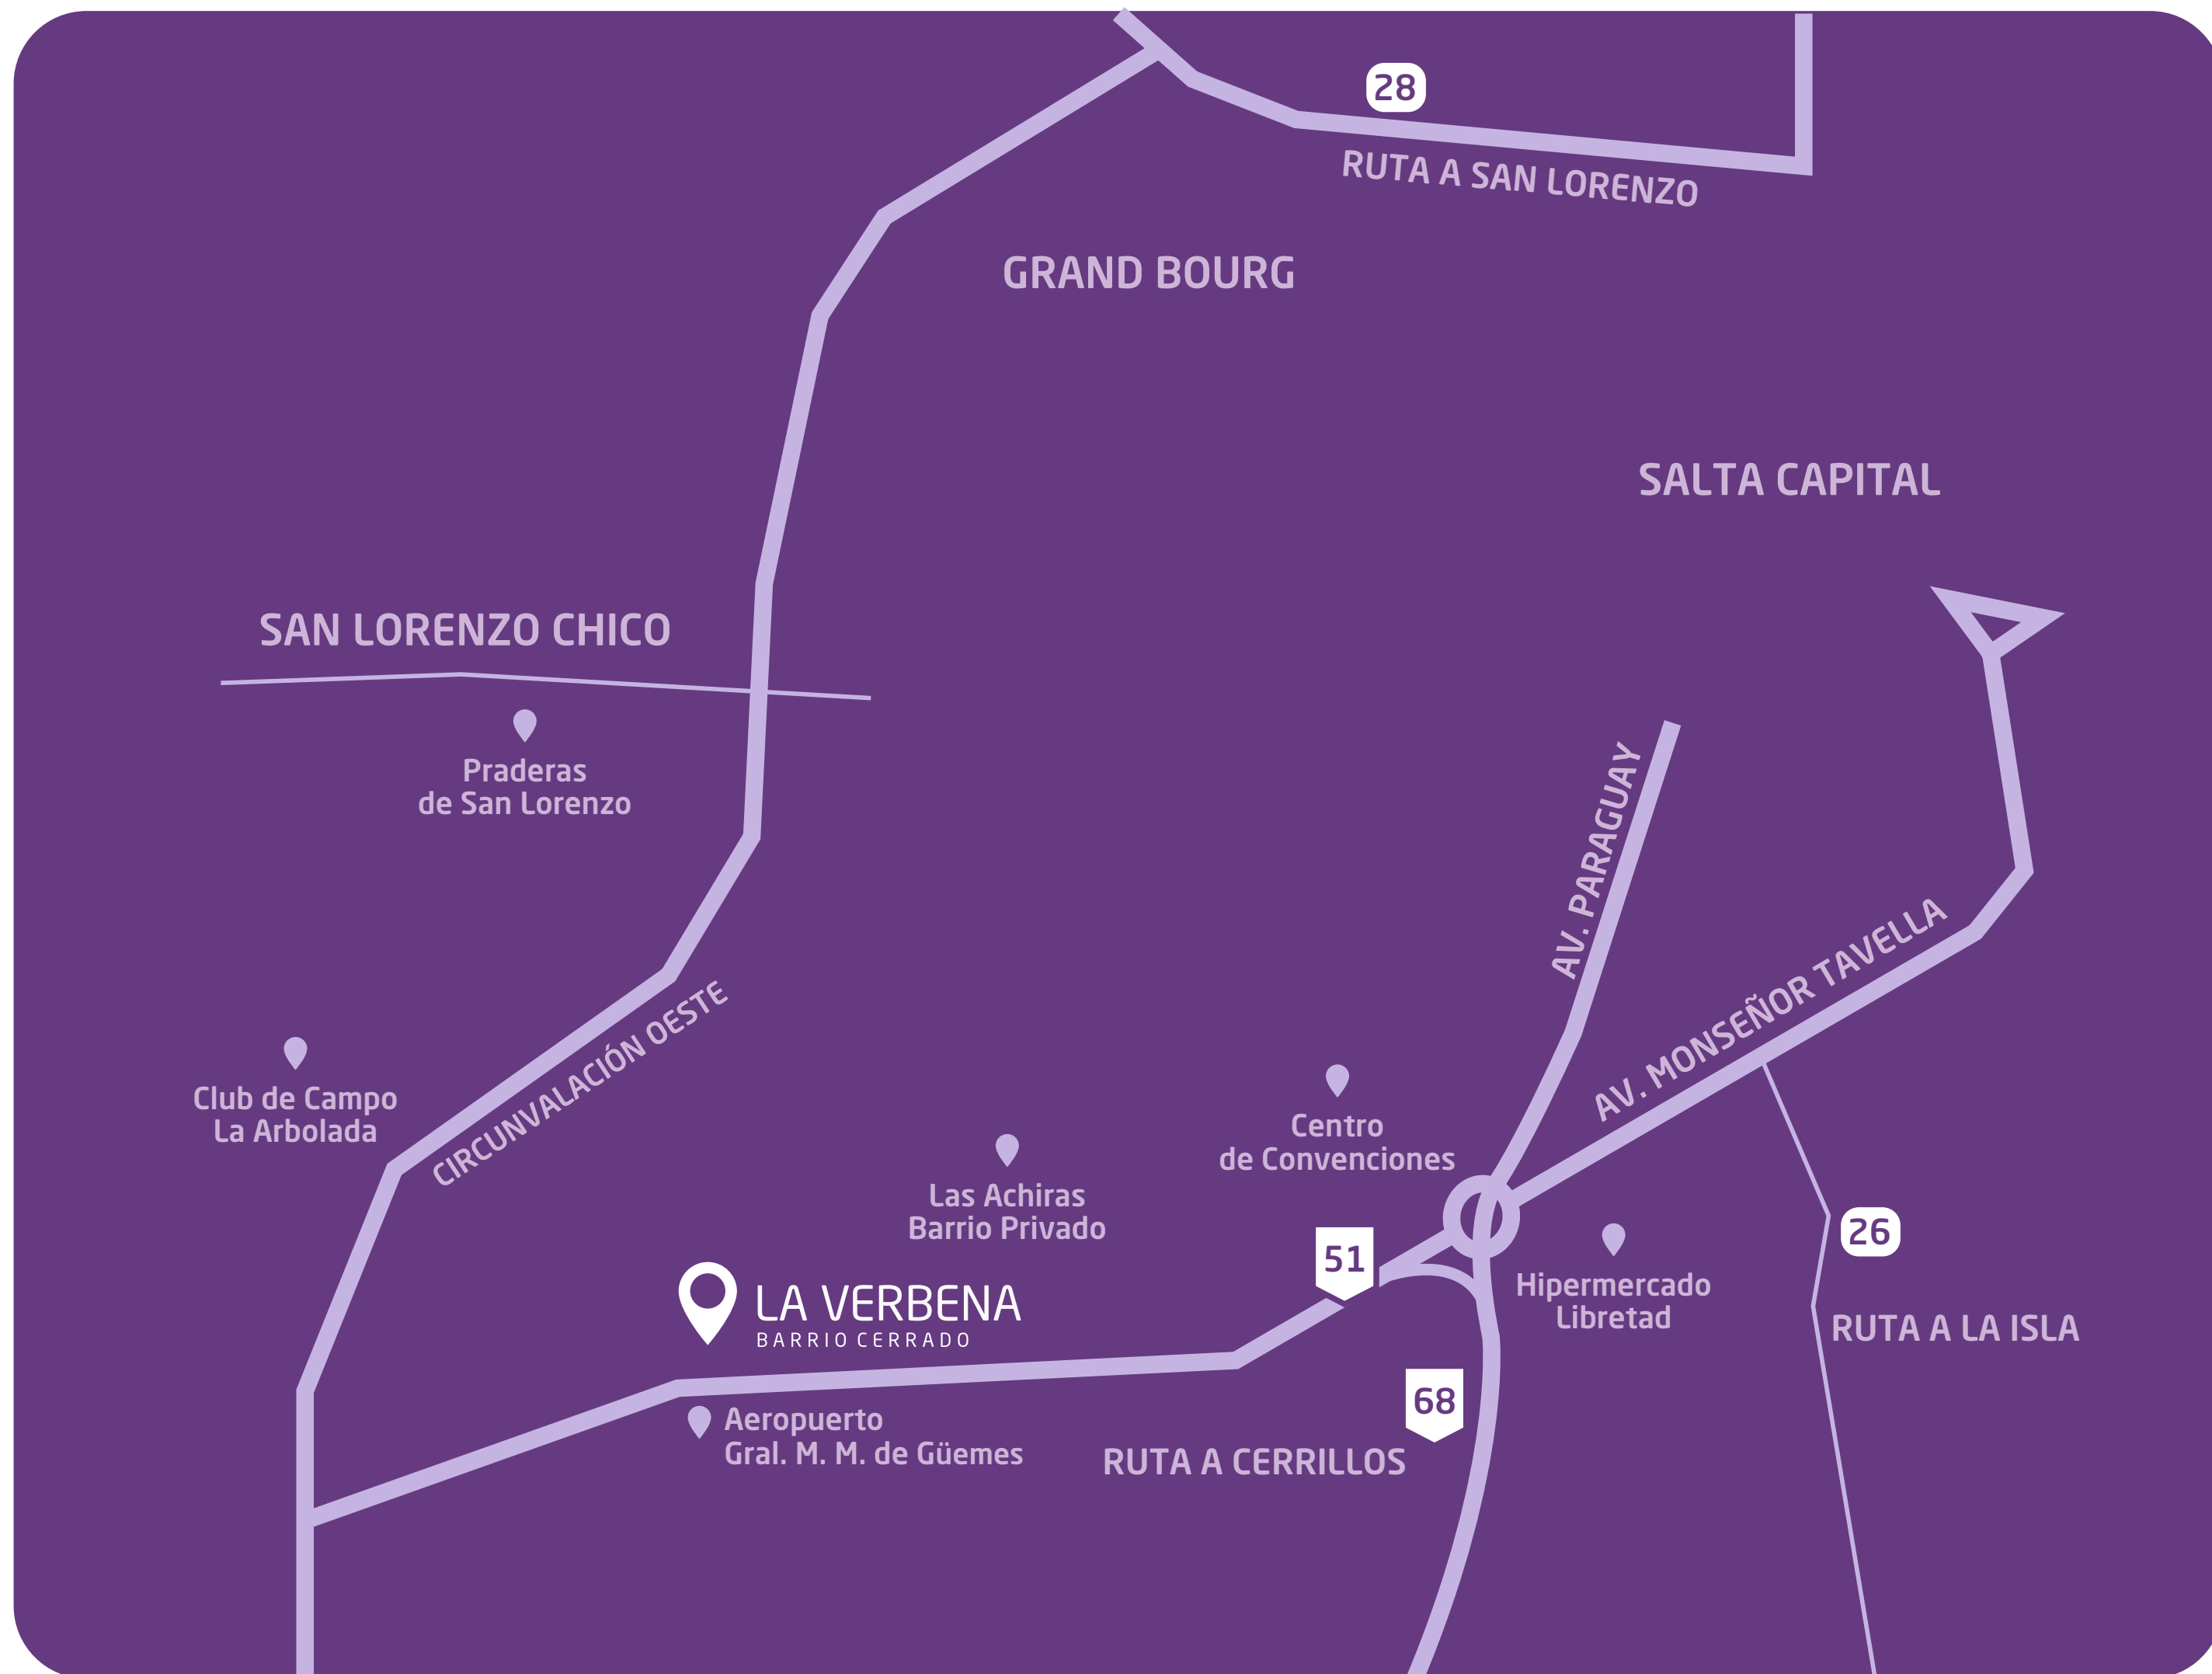 28
RUTA A SAN LORENZO
GRAND BOURG
SALTA CAPITAL
SAN LORENZO CHICO
Praderas
de San Lorenzo
AV. PARAGUAY
AV. MONSEÑOR TAVELLA
CIRCUNVALACIÓN OESTE
Club de Campo
La Arbolada
Centro
de Convenciones
Las Achiras
Barrio Privado
26
51
Hipermercado
Libretad
LA VERBENA
BARRIO CERRADO
RUTA A LA ISLA
68
Aeropuerto
Gral. M. M. de Güemes
RUTA A CERRILLOS